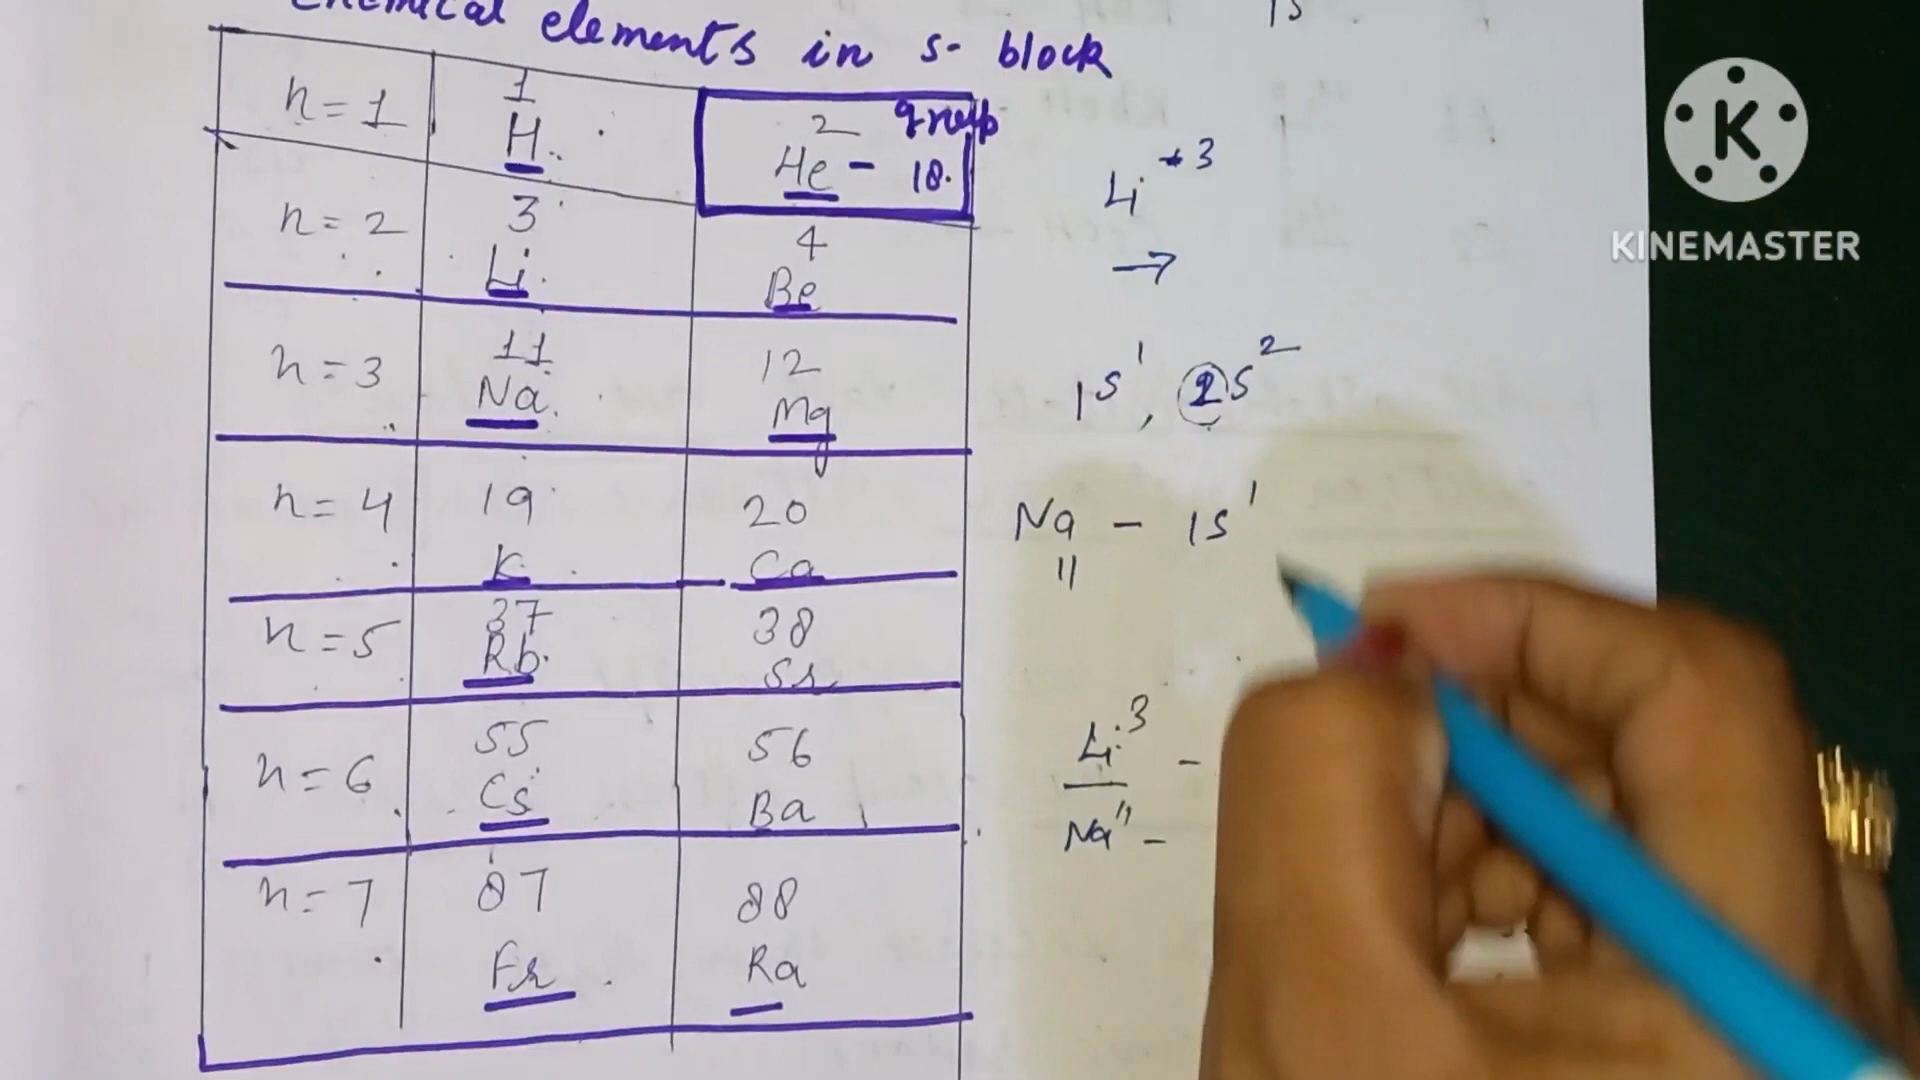 Chemical elements in s- block
1s
n=1 1 H 2 He - group 18.
n=2 3 Li 4 Be
n=3 11 Na 12 Mg
n=4 19 K 20 Ca
n=5 37 Rb 38 Sr
n=6 55 Cs 56 Ba
n=7 87 Fr 88 Ra
Li 3
→
1s¹, 2s²
Na - 1s¹
11
Li³ -
Na¹¹ -
K
KINEMASTER